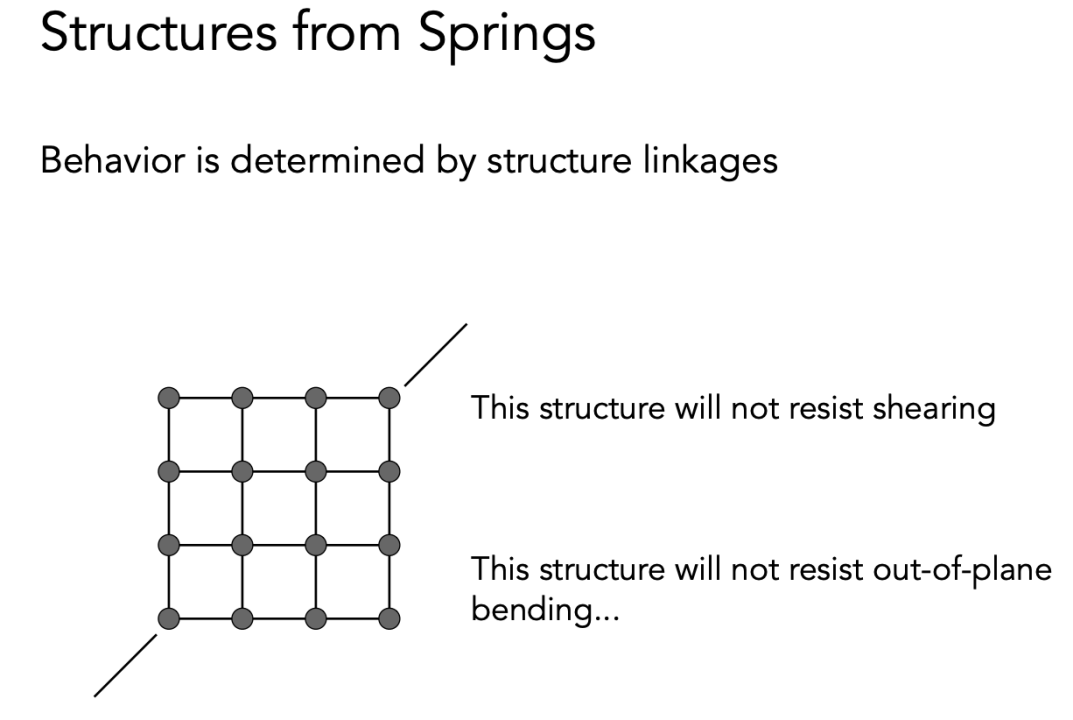 Structures from Springs
Behavior is determined by structure linkages
This structure will not resist shearing
This structure will not resist out-of-plane
bending...